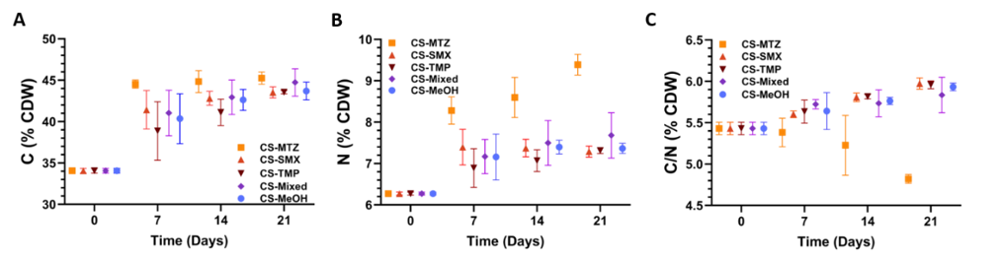 A
C (% CDW)
50
45
40
35
30
CS-MTZ
CS-SMX
CS-TMP
CS-Mixed
CS-MeOH
0 7 14 21
Time (Days)
B
N (% CDW)
10
9
8
7
6
CS-MTZ
CS-SMX
CS-TMP
CS-Mixed
CS-MeOH
0 7 14 21
Time (Days)
C
C/N (% CDW)
6.5
6.0
5.5
5.0
4.5
CS-MTZ
CS-SMX
CS-TMP
CS-Mixed
CS-MeOH
0 7 14 21
Time (Days)